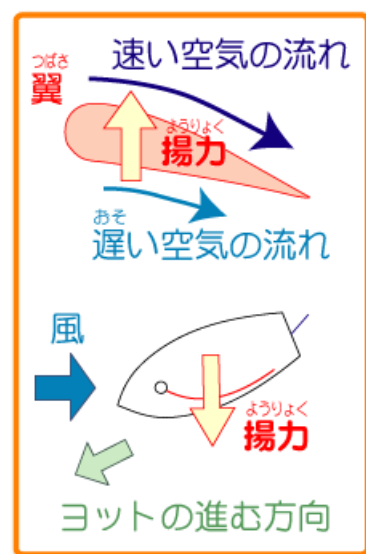 速い空気の流れ
つばさ
翼
ようりょく
揚力
おそ
遅い空気の流れ
風
ようりょく
揚力
ヨットの進む方向